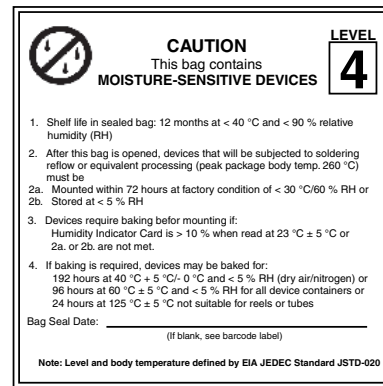 LEVEL
4
CAUTION
This bag contains
MOISTURE-SENSITIVE DEVICES
1. Shelf life in sealed bag: 12 months at < 40 °C and < 90 % relative
humidity (RH)
2. After this bag is opened, devices that will be subjected to soldering
reflow or equivalent processing (peak package body temp. 260 °C)
must be
2a. Mounted within 72 hours at factory condition of < 30 °C/60 % RH or
2b. Stored at < 5 % RH
3. Devices require baking befor mounting if:
Humidity Indicator Card is > 10 % when read at 23 °C ± 5 °C or
2a. or 2b. are not met.
4. If baking is required, devices may be baked for:
192 hours at 40 °C + 5 °C/- 0 °C and < 5 % RH (dry air/nitrogen) or
96 hours at 60 °C ± 5 °C and < 5 % RH for all device containers or
24 hours at 125 °C ± 5 °C not suitable for reels or tubes
Bag Seal Date:
(If blank, see barcode label)
Note: Level and body temperature defined by EIA JEDEC Standard JSTD-020